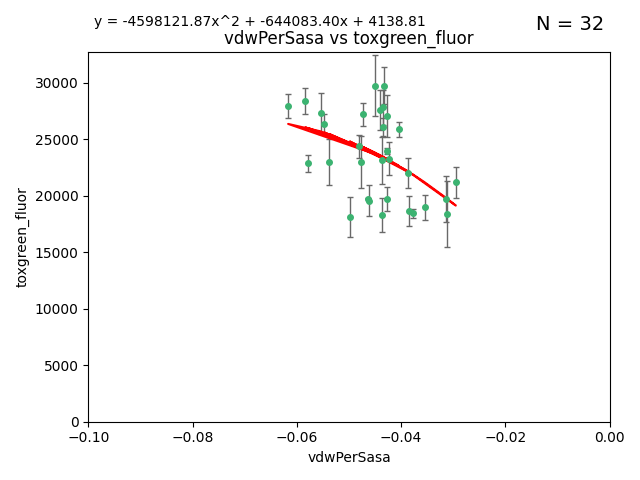 y = -4598121.87x^2 + -644083.40x + 4138.81
N = 32
vdwPerSasa vs toxgreen_fluor
30000
25000
20000
15000
10000
5000
0
toxgreen_fluor
−0.10 −0.08 −0.06 −0.04 −0.02 0.00
vdwPerSasa